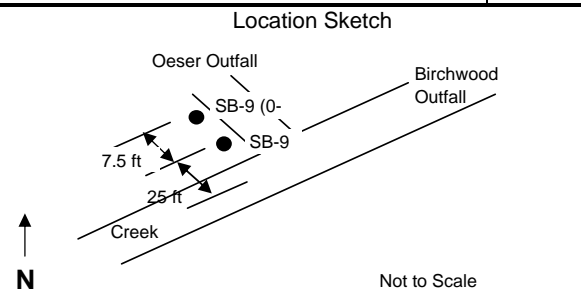 Location Sketch
Oeser Outfall
Birchwood
Outfall
SB-9 (0-
SB-9
7.5 ft
25 ft
Creek
N
Not to Scale